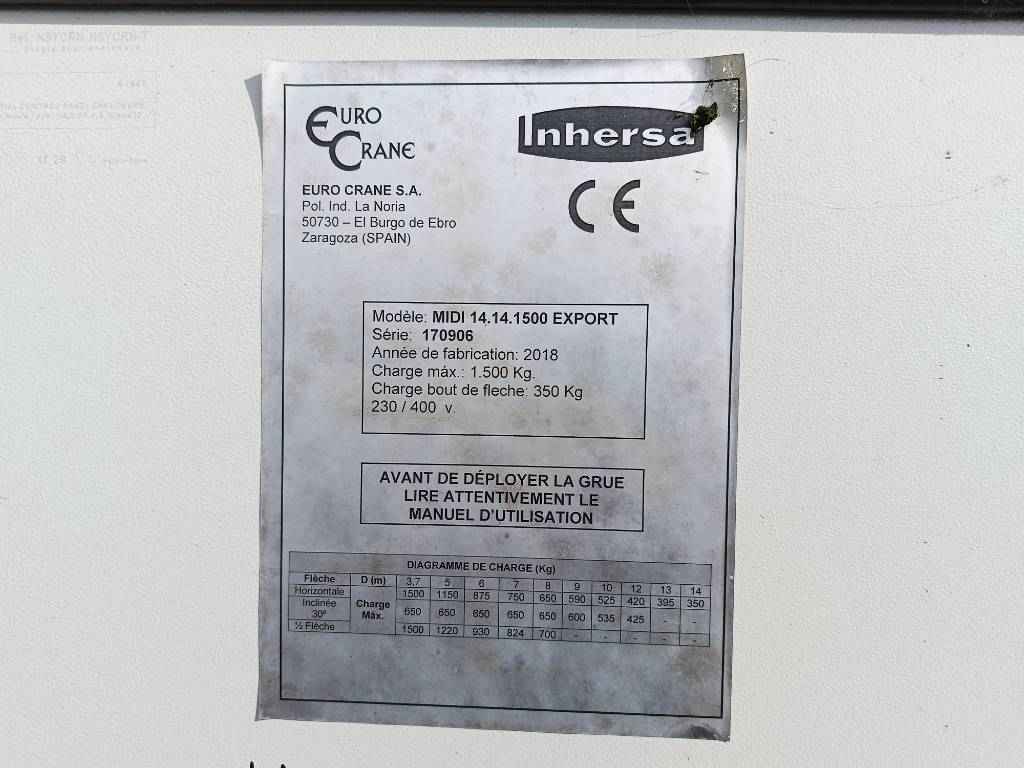 EURO
CRANE
Inhersa
CE
EURO CRANE S.A.
Pol. Ind. La Noria
50730 – El Burgo de Ebro
Zaragoza (SPAIN)
Modèle: MIDI 14.14.1500 EXPORT
Série: 170906
Année de fabrication: 2018
Charge máx.: 1.500 Kg.
Charge bout de fleche: 350 Kg
230 / 400 v.
AVANT DE DÉPLOYER LA GRUE
LIRE ATTENTIVEMENT LE
MANUEL D'UTILISATION
DIAGRAMME DE CHARGE (Kg)
Flèche D (m) 3,7 5 6 7 8 9 10 12 13 14
Horizontale Charge Máx. 1500 1150 875 750 650 590 525 420 395 350
Inclinée 30º 650 650 650 650 650 600 535 425 - -
½ Flèche 1500 1220 930 824 700 - - - - -